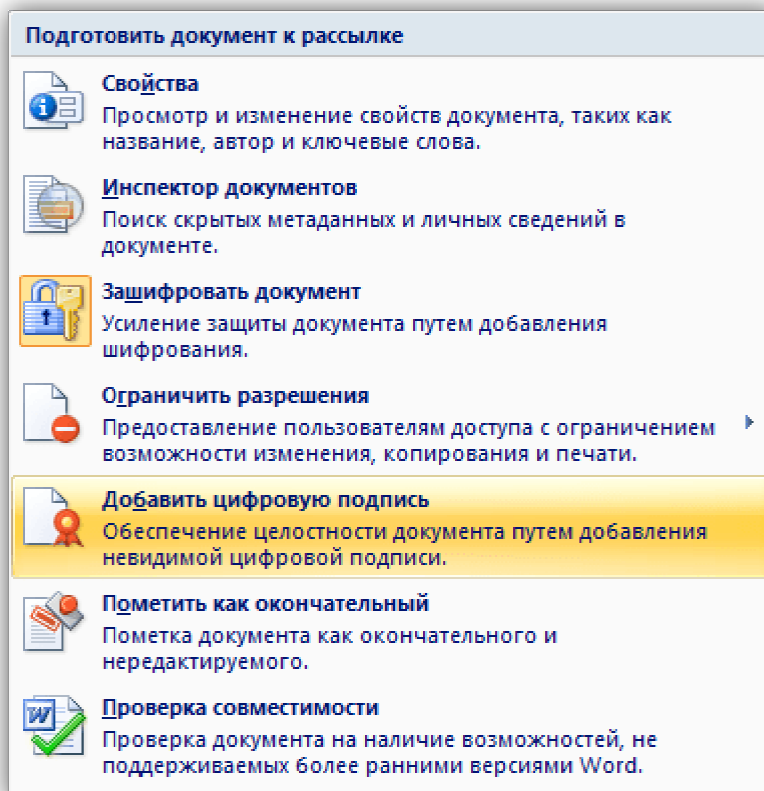 Подготовить документ к рассылке
Свойства
Просмотр и изменение свойств документа, таких как
название, автор и ключевые слова.
Инспектор документов
Поиск скрытых метаданных и личных сведений в
документе.
Зашифровать документ
Усиление защиты документа путем добавления
шифрования.
Ограничить разрешения
Предоставление пользователям доступа с ограничением
возможности изменения, копирования и печати.
Добавить цифровую подпись
Обеспечение целостности документа путем добавления
невидимой цифровой подписи.
Пометить как окончательный
Пометка документа как окончательного и
нередактируемого.
Проверка совместимости
Проверка документа на наличие возможностей, не
поддерживаемых более ранними версиями Word.